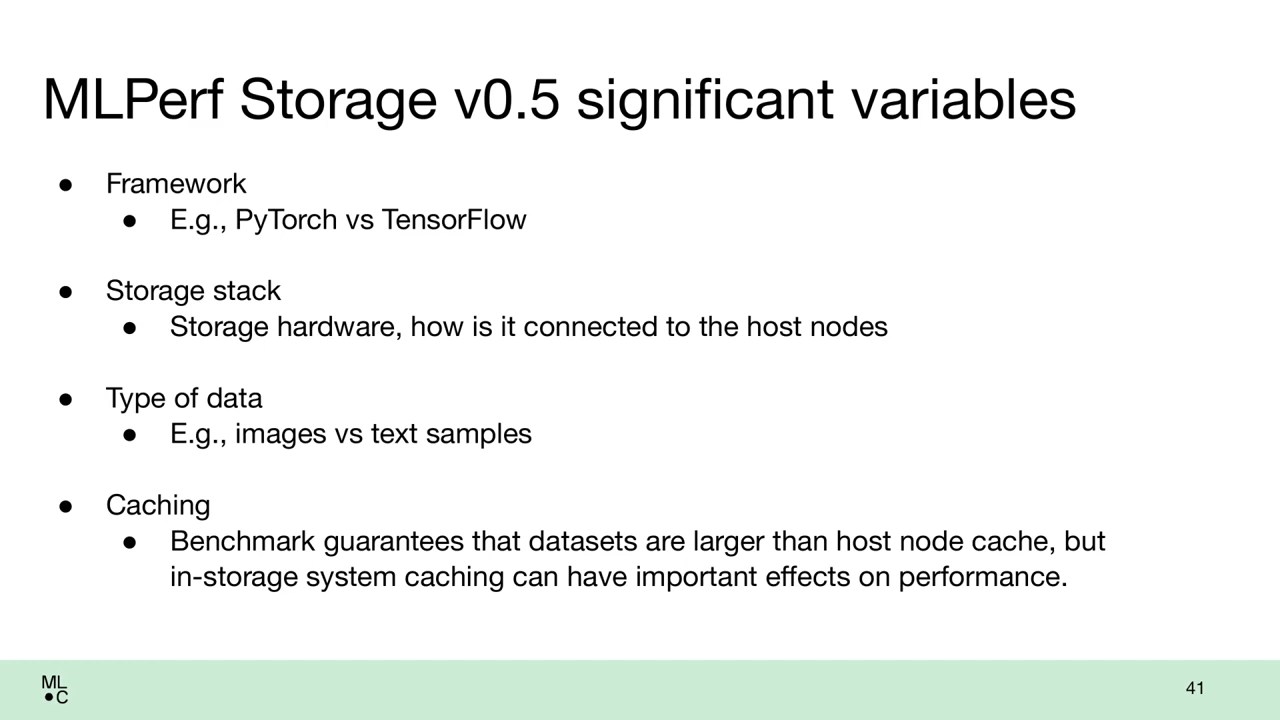 MLPerf Storage v0.5 significant variables
● Framework
● E.g., PyTorch vs TensorFlow
● Storage stack
● Storage hardware, how is it connected to the host nodes
● Type of data
● E.g., images vs text samples
● Caching
● Benchmark guarantees that datasets are larger than host node cache, but
in-storage system caching can have important effects on performance.
ML
●C
41